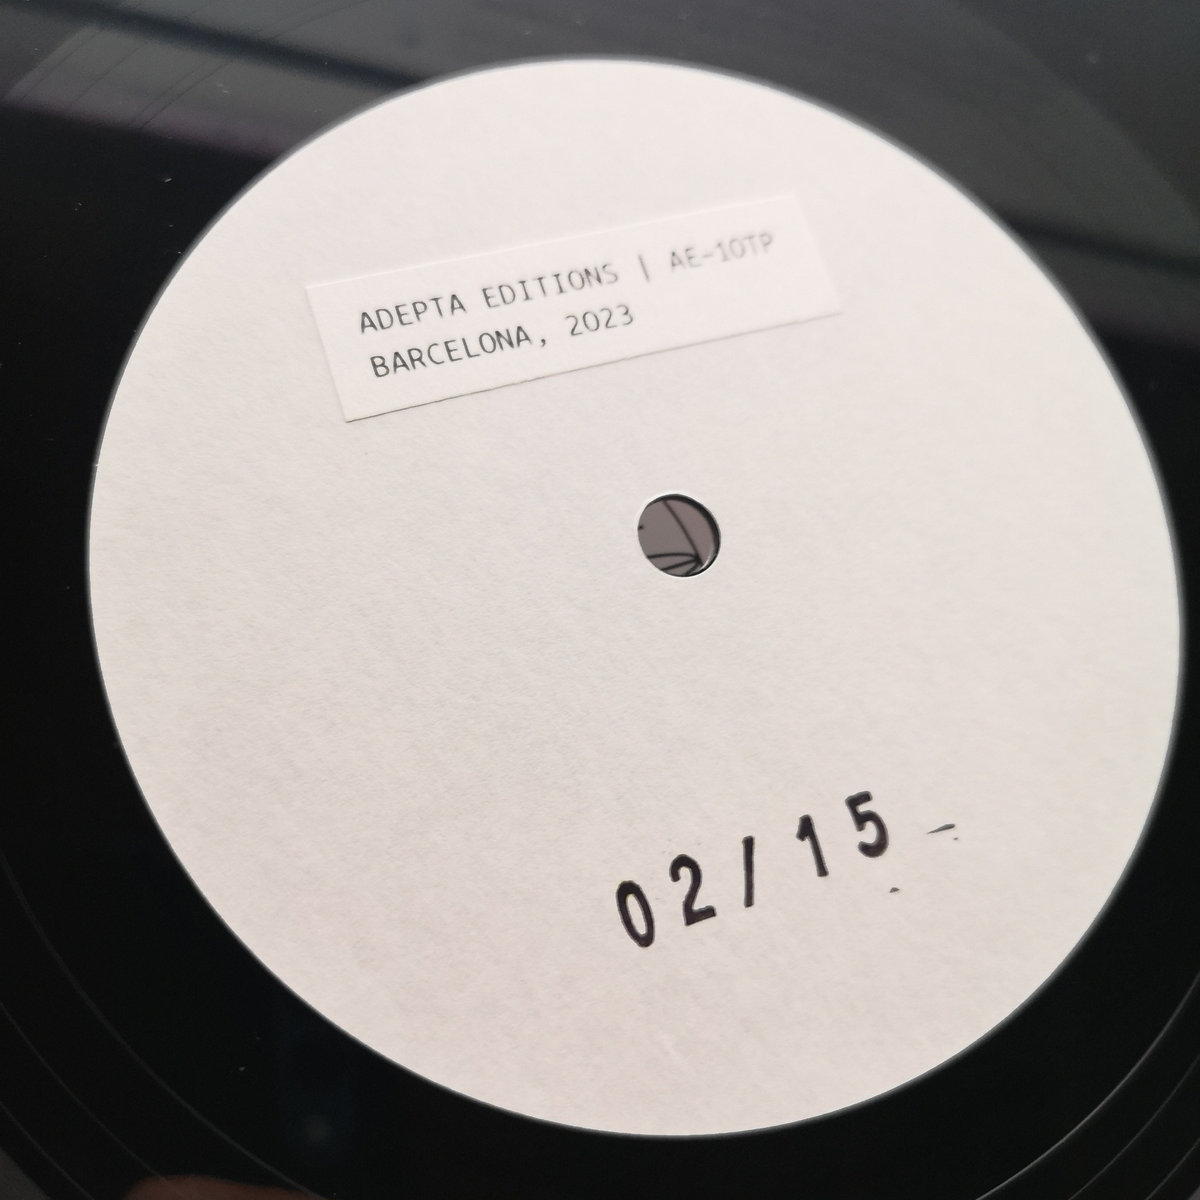 ADEPTA EDITIONS | AE-10TP
BARCELONA, 2023
02/15